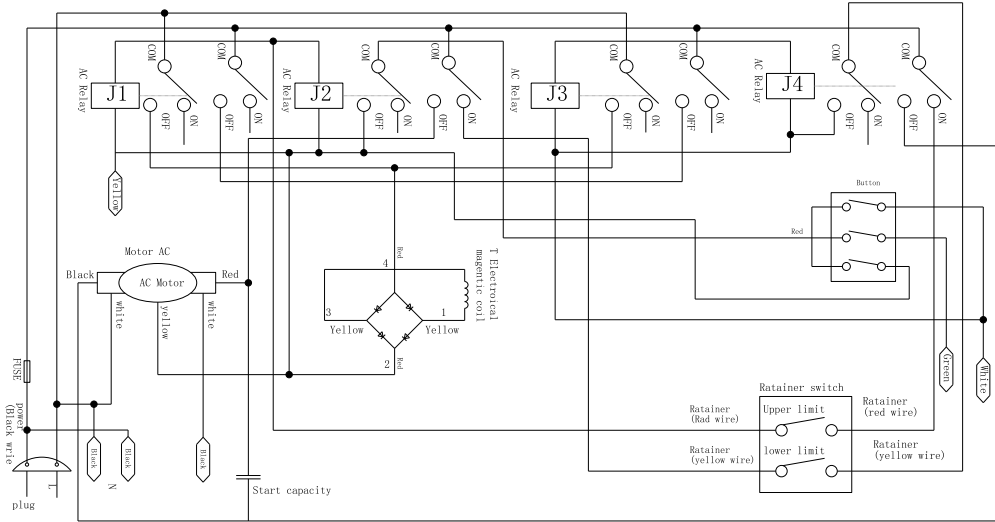 COM
COM
COM
COM
COM
COM
COM
COM
AC Relay
J1
AC Relay
J2
AC Relay
J3
AC Relay
J4
OFF
ON
OFF
ON
OFF
ON
OFF
ON
OFF
ON
OFF
ON
OFF
ON
OFF
ON
Yellow
Button
Red
Motor AC
Black
AC Motor
Red
white
yellow
white
Red
4
T Electroical
magentic coil
3
1
Yellow
Yellow
2
Red
FUSE
Green
White
power
(Black wrie
Ratainer switch
Ratainer
(Rad wire)
Upper limit
Ratainer
(red wire)
Ratainer
(yellow wire)
lower limit
Ratainer
(yellow wire)
Black
Black
Black
L
N
Start capacity
plug